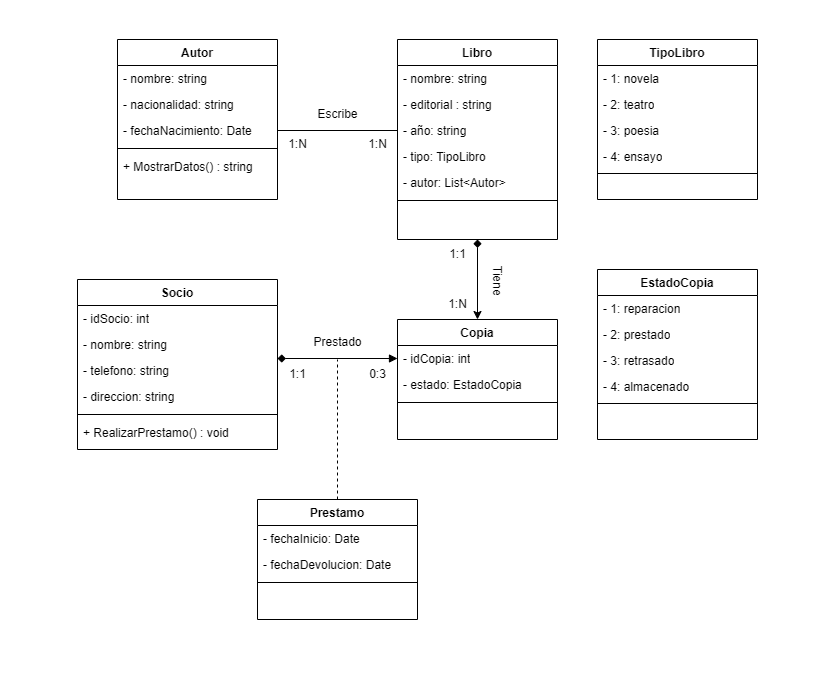 Autor
- nombre: string
- nacionalidad: string
- fechaNacimiento: Date
+ MostrarDatos() : string
Escribe
1:N
1:N
Libro
- nombre: string
- editorial : string
- año: string
- tipo: TipoLibro
- autor: List<Autor>
TipoLibro
- 1: novela
- 2: teatro
- 3: poesia
- 4: ensayo
1:1
Tiene
1:N
Socio
- idSocio: int
- nombre: string
- telefono: string
- direccion: string
+ RealizarPrestamo() : void
Prestado
1:1
0:3
Copia
- idCopia: int
- estado: EstadoCopia
EstadoCopia
- 1: reparacion
- 2: prestado
- 3: retrasado
- 4: almacenado
Prestamo
- fechaInicio: Date
- fechaDevolucion: Date